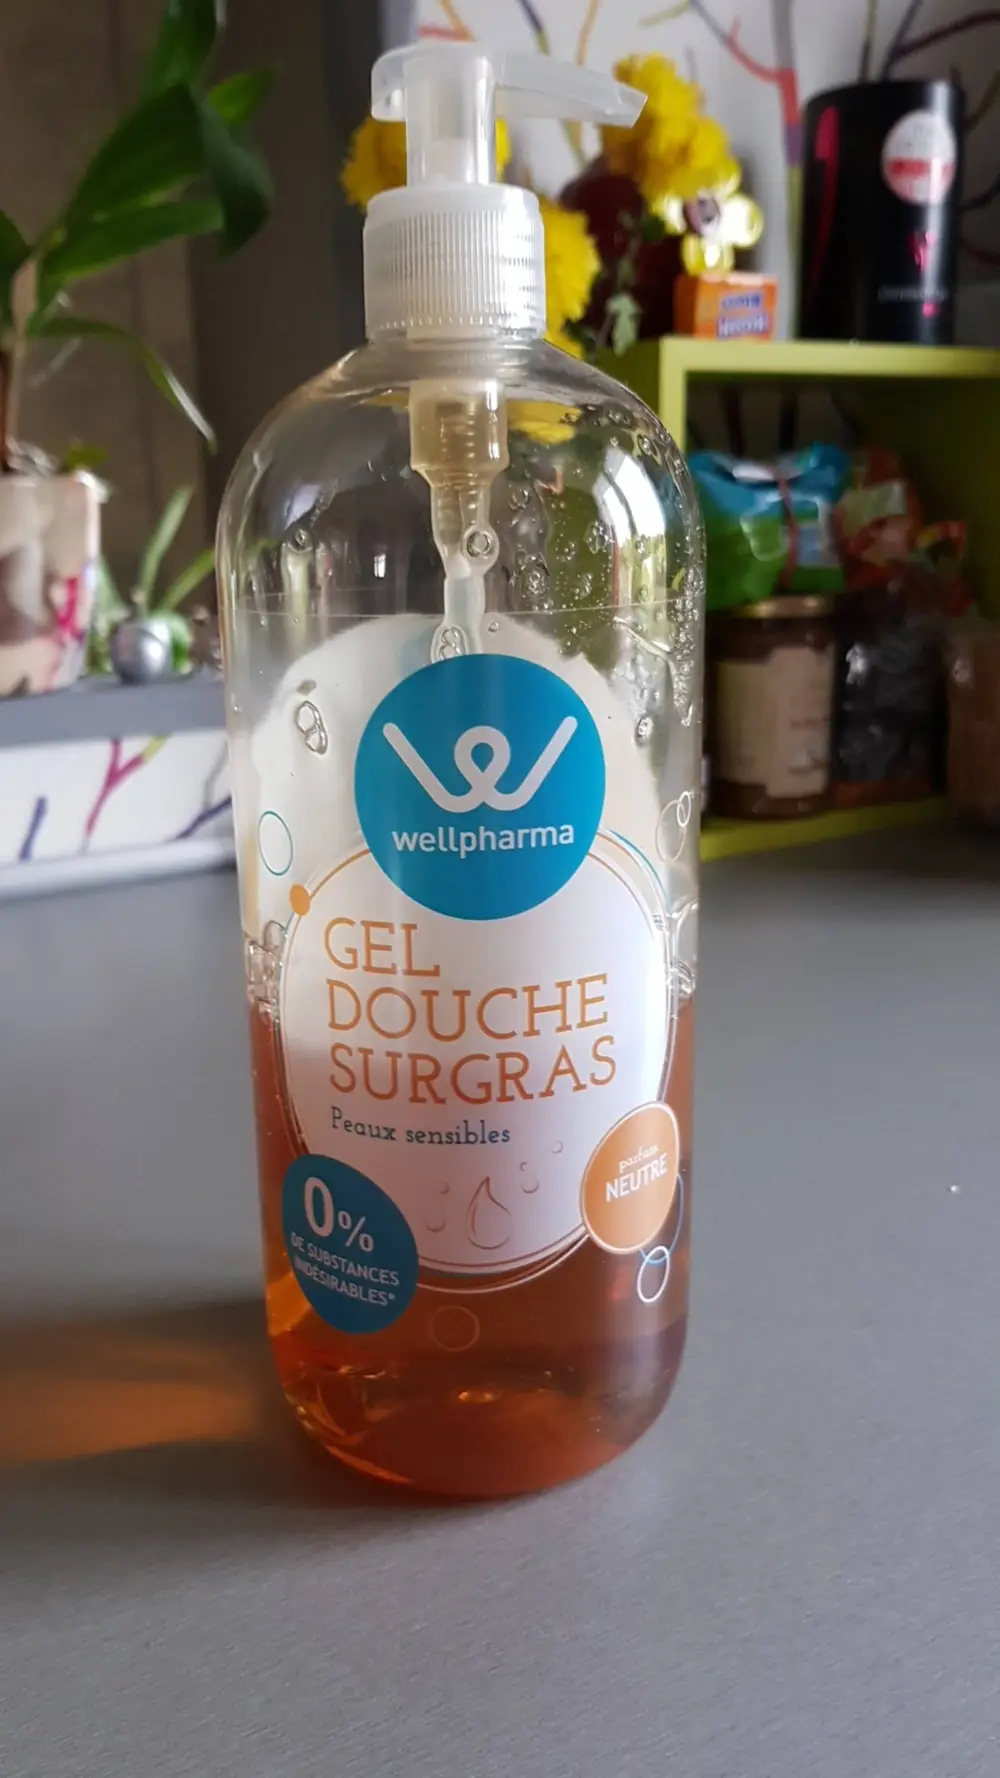 wellpharma
GEL
DOUCHE
SURGRAS
Peaux sensibles
parfum
NEUTRE
0%
DE SUBSTANCES
INDÉSIRABLES*